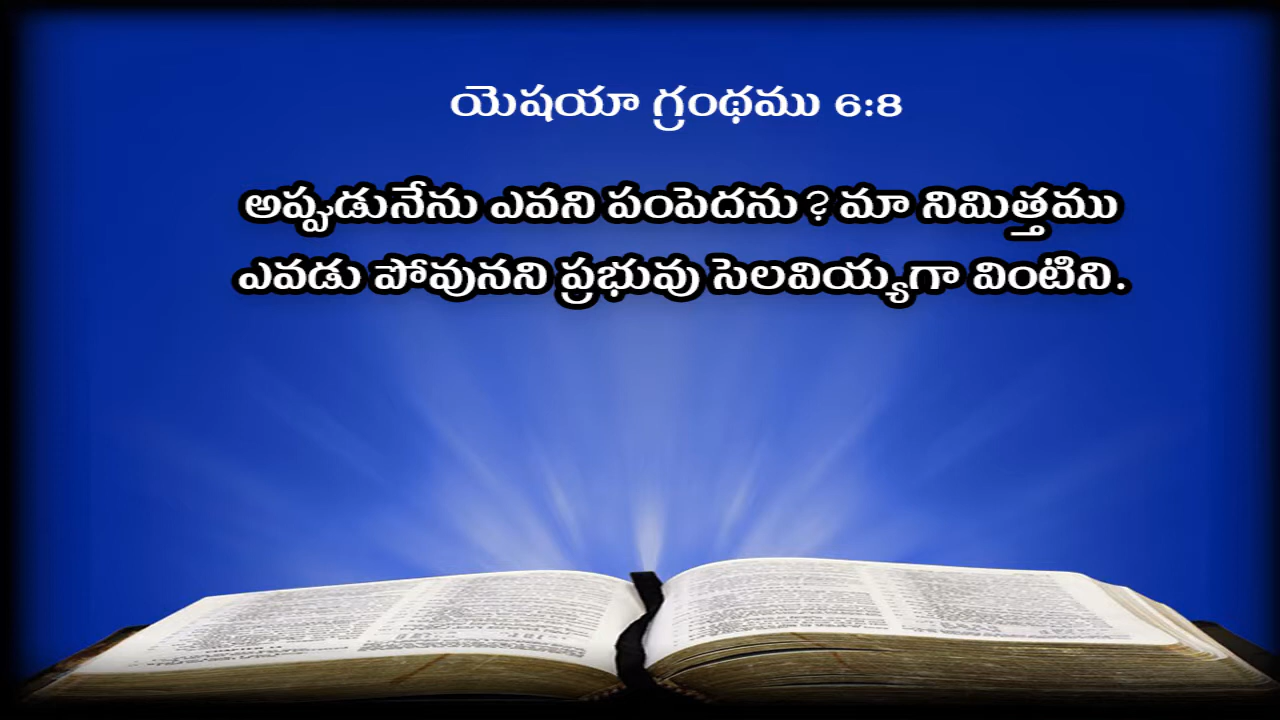 యెషయా గ్రంథము 6:8
అప్పుడునేను ఎవని పంపెదను? మా నిమిత్తము
ఎవడు పోవునని ప్రభువు సెలవియ్యగా వింటిని.